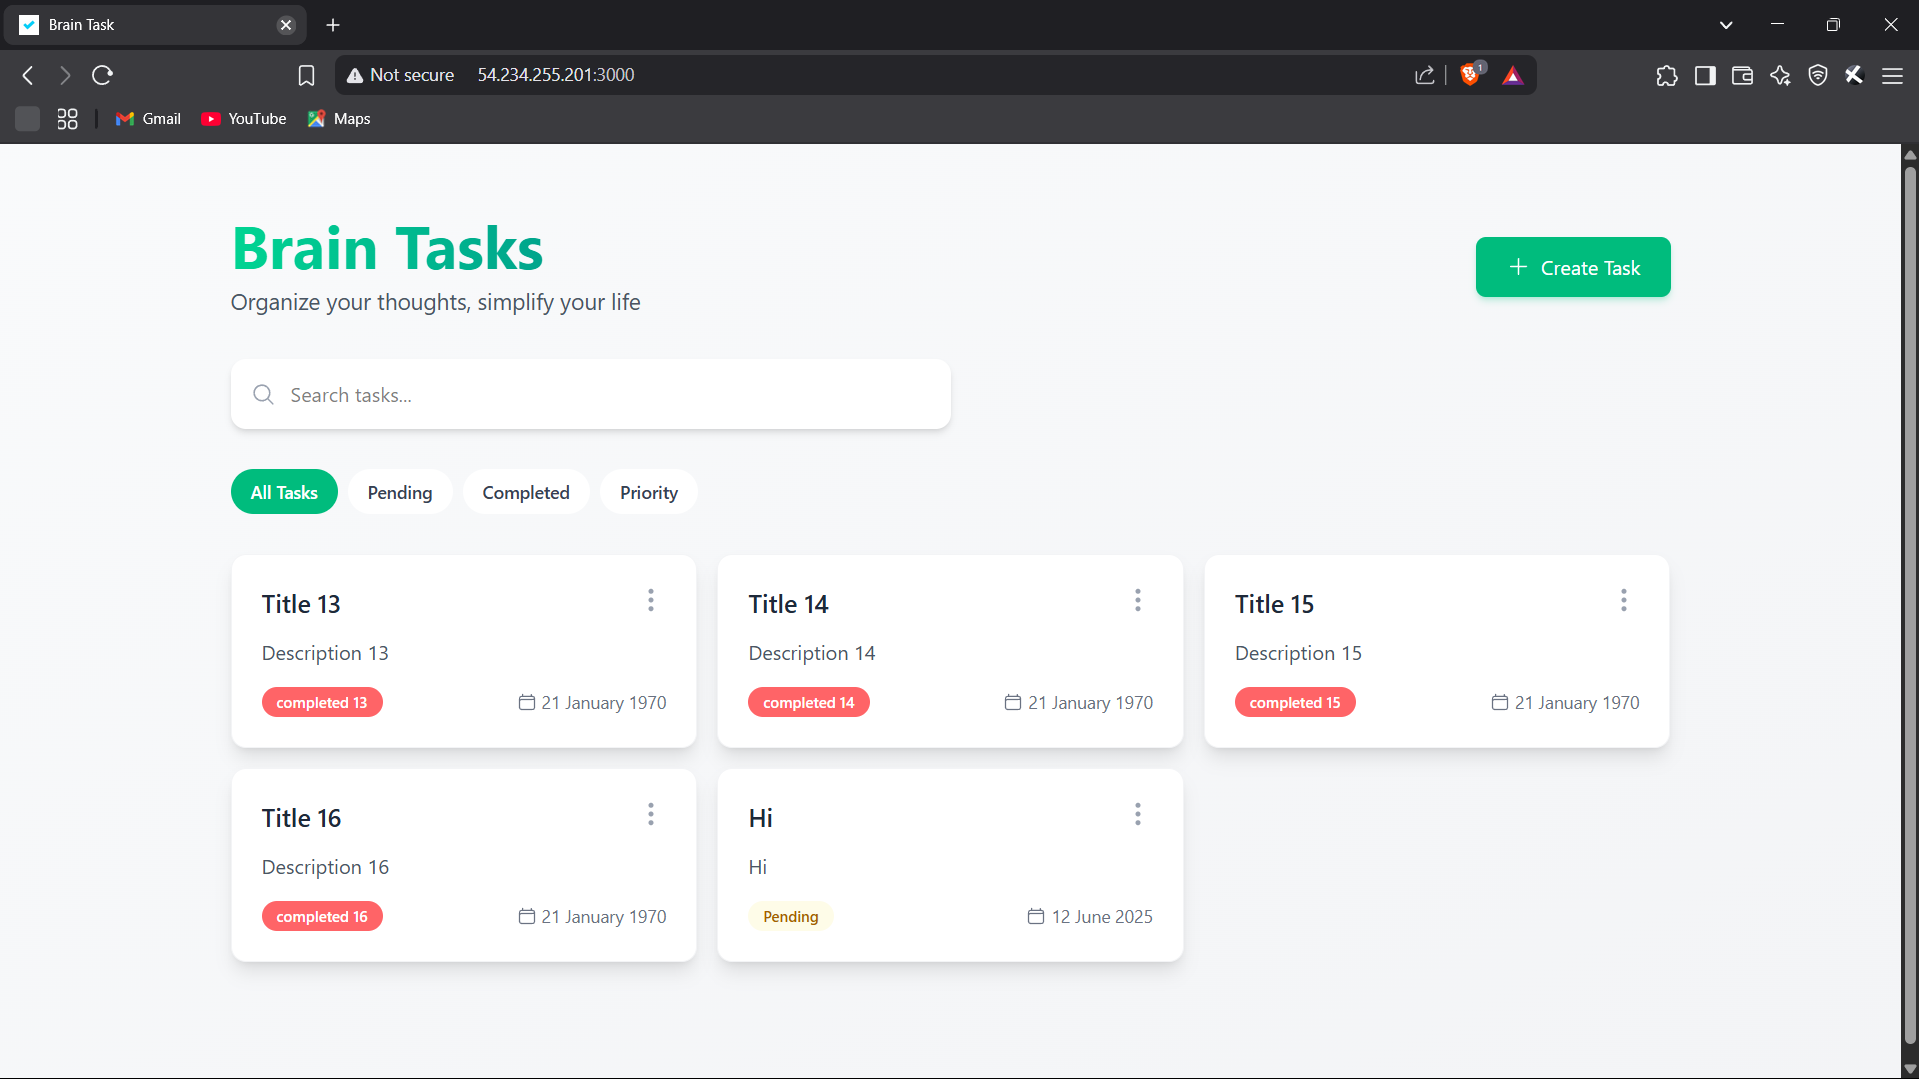 Brain Task
Not secure 54.234.255.201:3000
1
Gmail YouTube Maps
Brain Tasks
Organize your thoughts, simplify your life
Create Task
Search tasks...
All Tasks Pending Completed Priority
Title 13
Description 13
completed 13 21 January 1970
Title 14
Description 14
completed 14 21 January 1970
Title 15
Description 15
completed 15 21 January 1970
Title 16
Description 16
completed 16 21 January 1970
Hi
Hi
Pending 12 June 2025